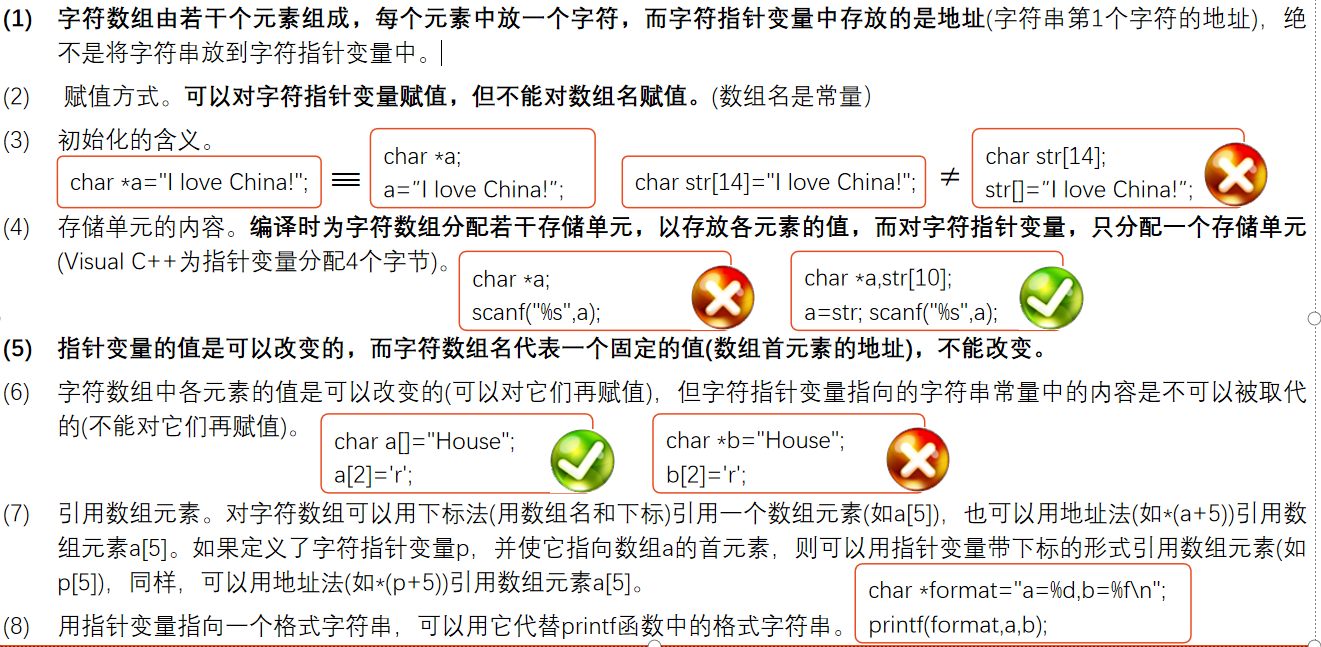 (1) 字符数组由若干个元素组成，每个元素中放一个字符，而字符指针变量中存放的是地址(字符串第1个字符的地址)，绝
不是将字符串放到字符指针变量中。
(2) 赋值方式。可以对字符指针变量赋值，但不能对数组名赋值。(数组名是常量）
(3) 初始化的含义。
char *a="I love China!";
≡
char *a;
a="I love China!";
char str[14]="I love China!";
≠
char str[14];
str[]="I love China!";
(4) 存储单元的内容。编译时为字符数组分配若干存储单元，以存放各元素的值，而对字符指针变量，只分配一个存储单元
(Visual C++为指针变量分配4个字节)。
char *a;
scanf("%s",a);
char *a,str[10];
a=str; scanf("%s",a);
(5) 指针变量的值是可以改变的，而字符数组名代表一个固定的值(数组首元素的地址)，不能改变。
(6) 字符数组中各元素的值是可以改变的(可以对它们再赋值)，但字符指针变量指向的字符串常量中的内容是不可以被取代
的(不能对它们再赋值)。
char a[]="House";
a[2]='r';
char *b="House";
b[2]='r';
(7) 引用数组元素。对字符数组可以用下标法(用数组名和下标)引用一个数组元素(如a[5])，也可以用地址法(如*(a+5))引用数
组元素a[5]。如果定义了字符指针变量p，并使它指向数组a的首元素，则可以用指针变量带下标的形式引用数组元素(如
p[5])，同样，可以用地址法(如*(p+5))引用数组元素a[5]。
(8) 用指针变量指向一个格式字符串，可以用它代替printf函数中的格式字符串。
char *format="a=%d,b=%f\n";
printf(format,a,b);